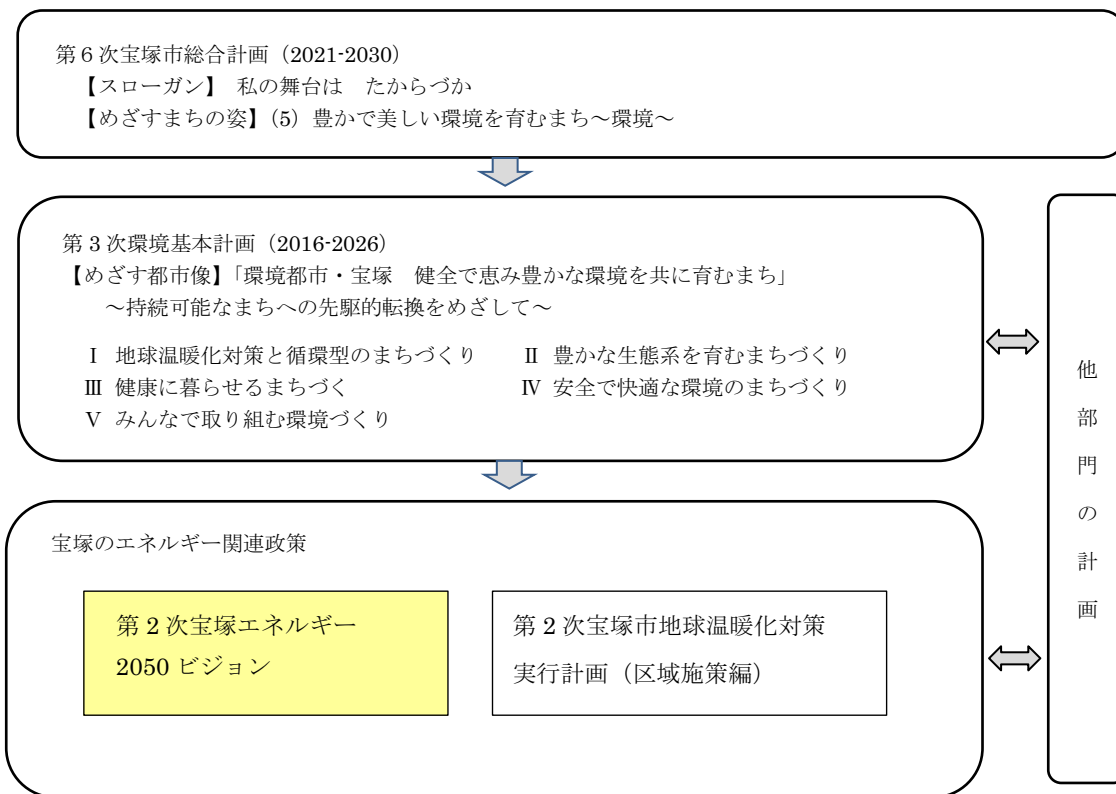 第６次宝塚市総合計画（2021-2030）
【スローガン】 私の舞台は　たからづか
【めざすまちの姿】（5）豊かで美しい環境を育むまち～環境～
第３次環境基本計画（2016-2026）
【めざす都市像】「環境都市・宝塚　健全で恵み豊かな環境を共に育むまち」
～持続可能なまちへの先駆的転換をめざして～
Ⅰ 地球温暖化対策と循環型のまちづくり　Ⅱ 豊かな生態系を育むまちづくり
Ⅲ 健康に暮らせるまちづく　Ⅳ 安全で快適な環境のまちづくり
Ⅴ みんなで取り組む環境づくり
宝塚のエネルギー関連政策
第２次宝塚エネルギー
2050 ビジョン
第２次宝塚市地球温暖化対策
実行計画（区域施策編）
他部門の計画